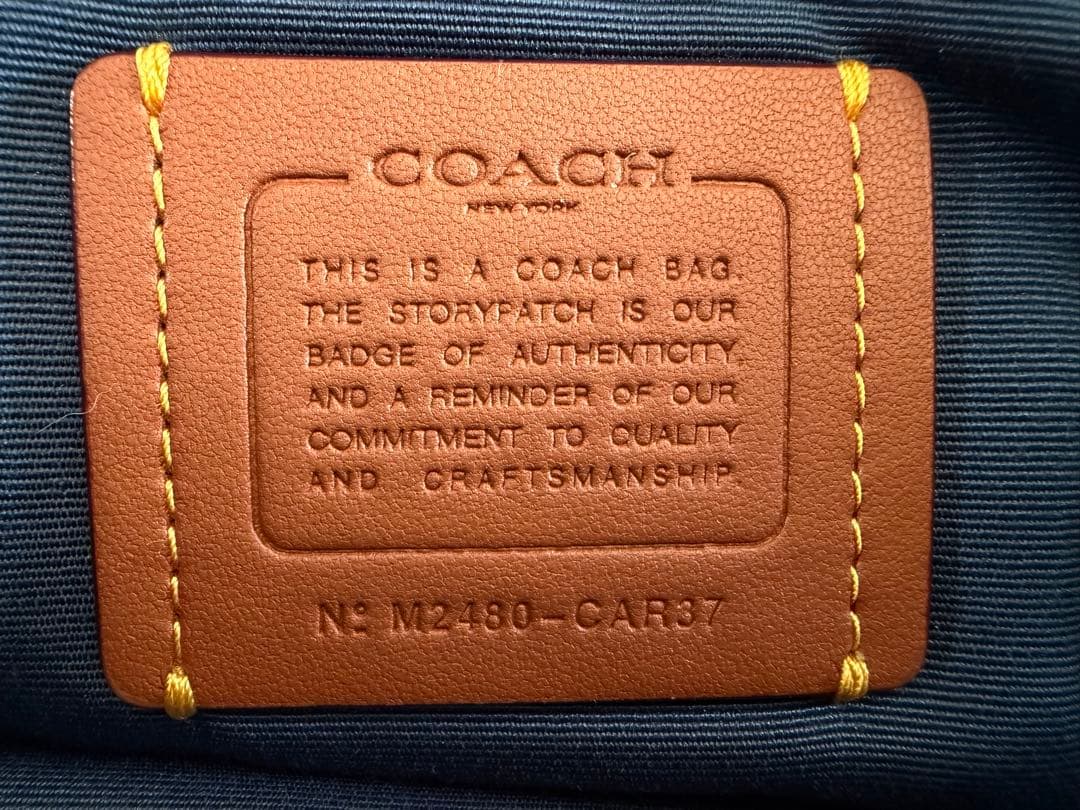 COACH
NEW YORK
THIS IS A COACH BAG.
THE STORYPATCH IS OUR
BADGE OF AUTHENTICITY
AND A REMINDER OF OUR
COMMITMENT TO QUALITY
AND CRAFTSMANSHIP.
Nº M2480-CAR37